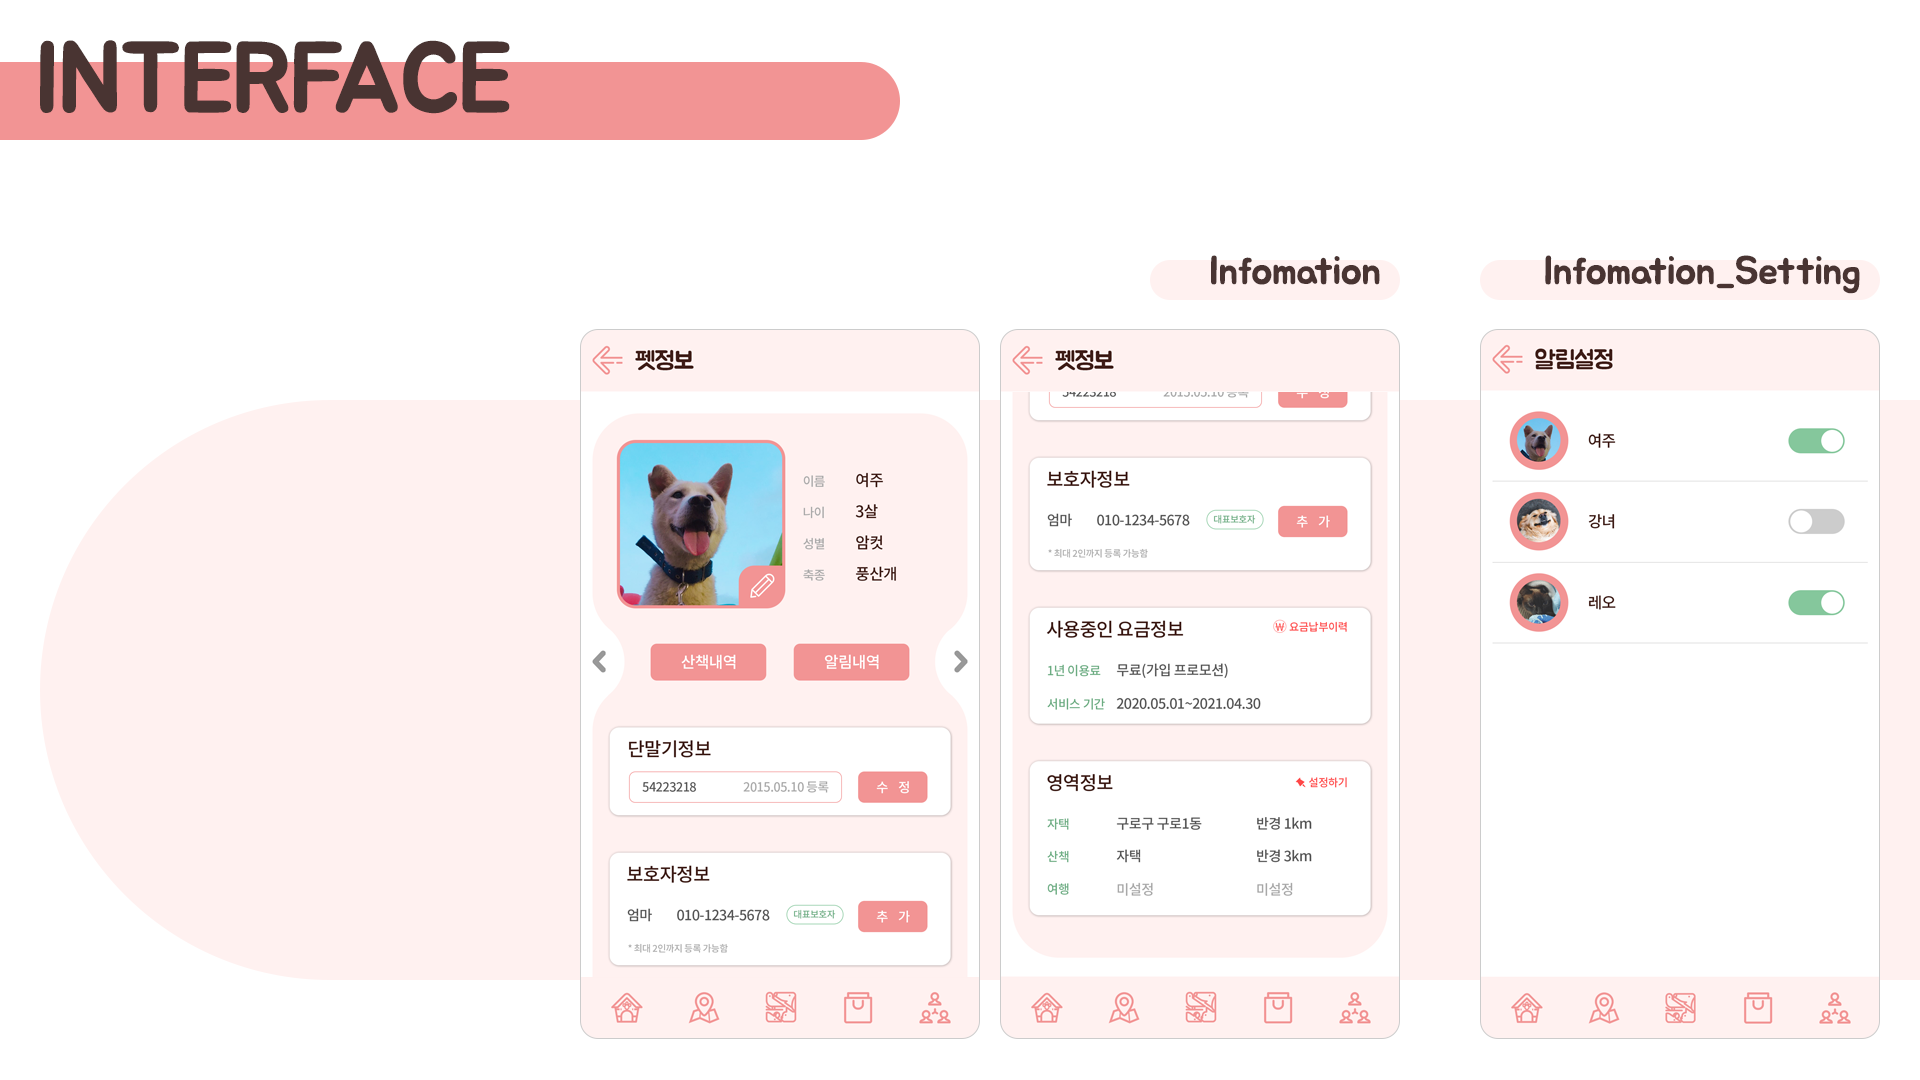 INTERFACE
Infomation
Infomation_Setting
펫정보
이름 여주
나이 3살
성별 암컷
축종 풍산개
산책내역 알림내역
단말기정보
54223218 2015.05.10 등록 수 정
보호자정보
엄마 010-1234-5678 대표보호자 추 가
* 최대 2인까지 등록 가능함
펫정보
54223218 2015.05.10 등록 수 정
보호자정보
엄마 010-1234-5678 대표보호자 추 가
* 최대 2인까지 등록 가능함
사용중인 요금정보 W 요금납부이력
1년 이용료 무료(가입 프로모션)
서비스 기간 2020.05.01~2021.04.30
영역정보 설정하기
자택 구로구 구로1동 반경 1km
산책 자택 반경 3km
여행 미설정 미설정
알림설정
여주
강녀
레오